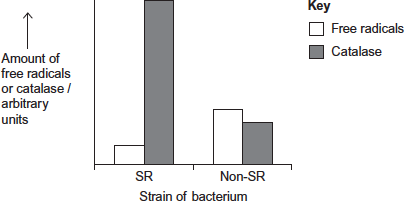 Key
Free radicals
Catalase
Amount of
free radicals
or catalase /
arbitrary
units
SR
Non-SR
Strain of bacterium